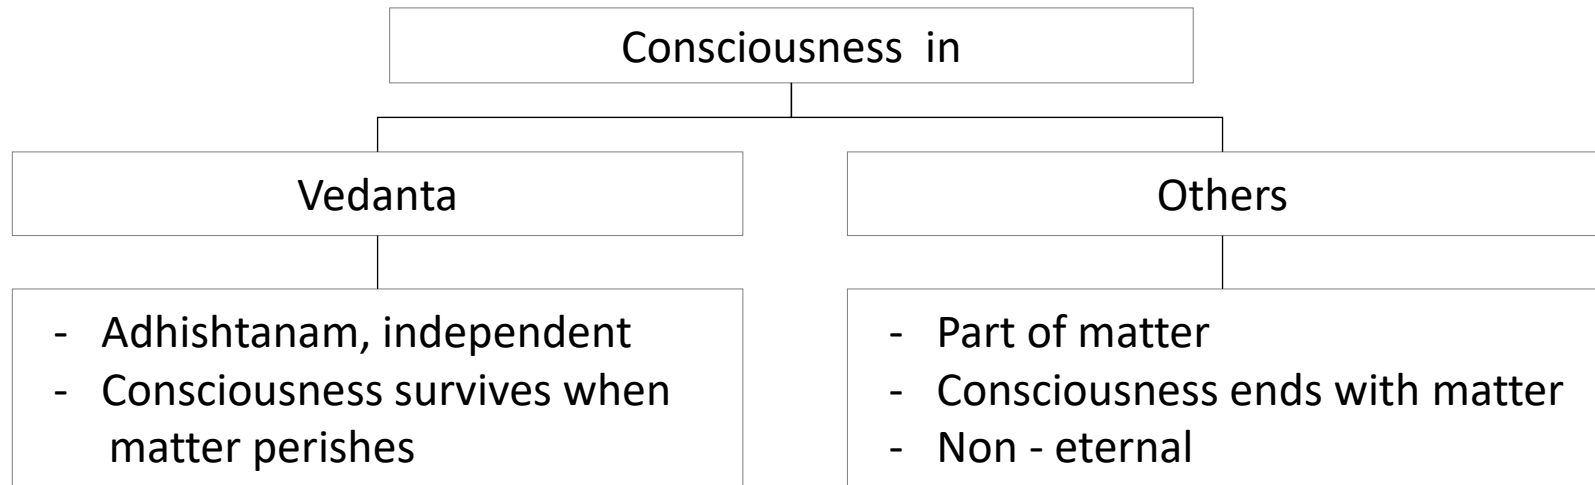 Consciousness in
Vedanta
Others
- Adhishtanam, independent
- Consciousness survives when
matter perishes
- Part of matter
- Consciousness ends with matter
- Non - eternal